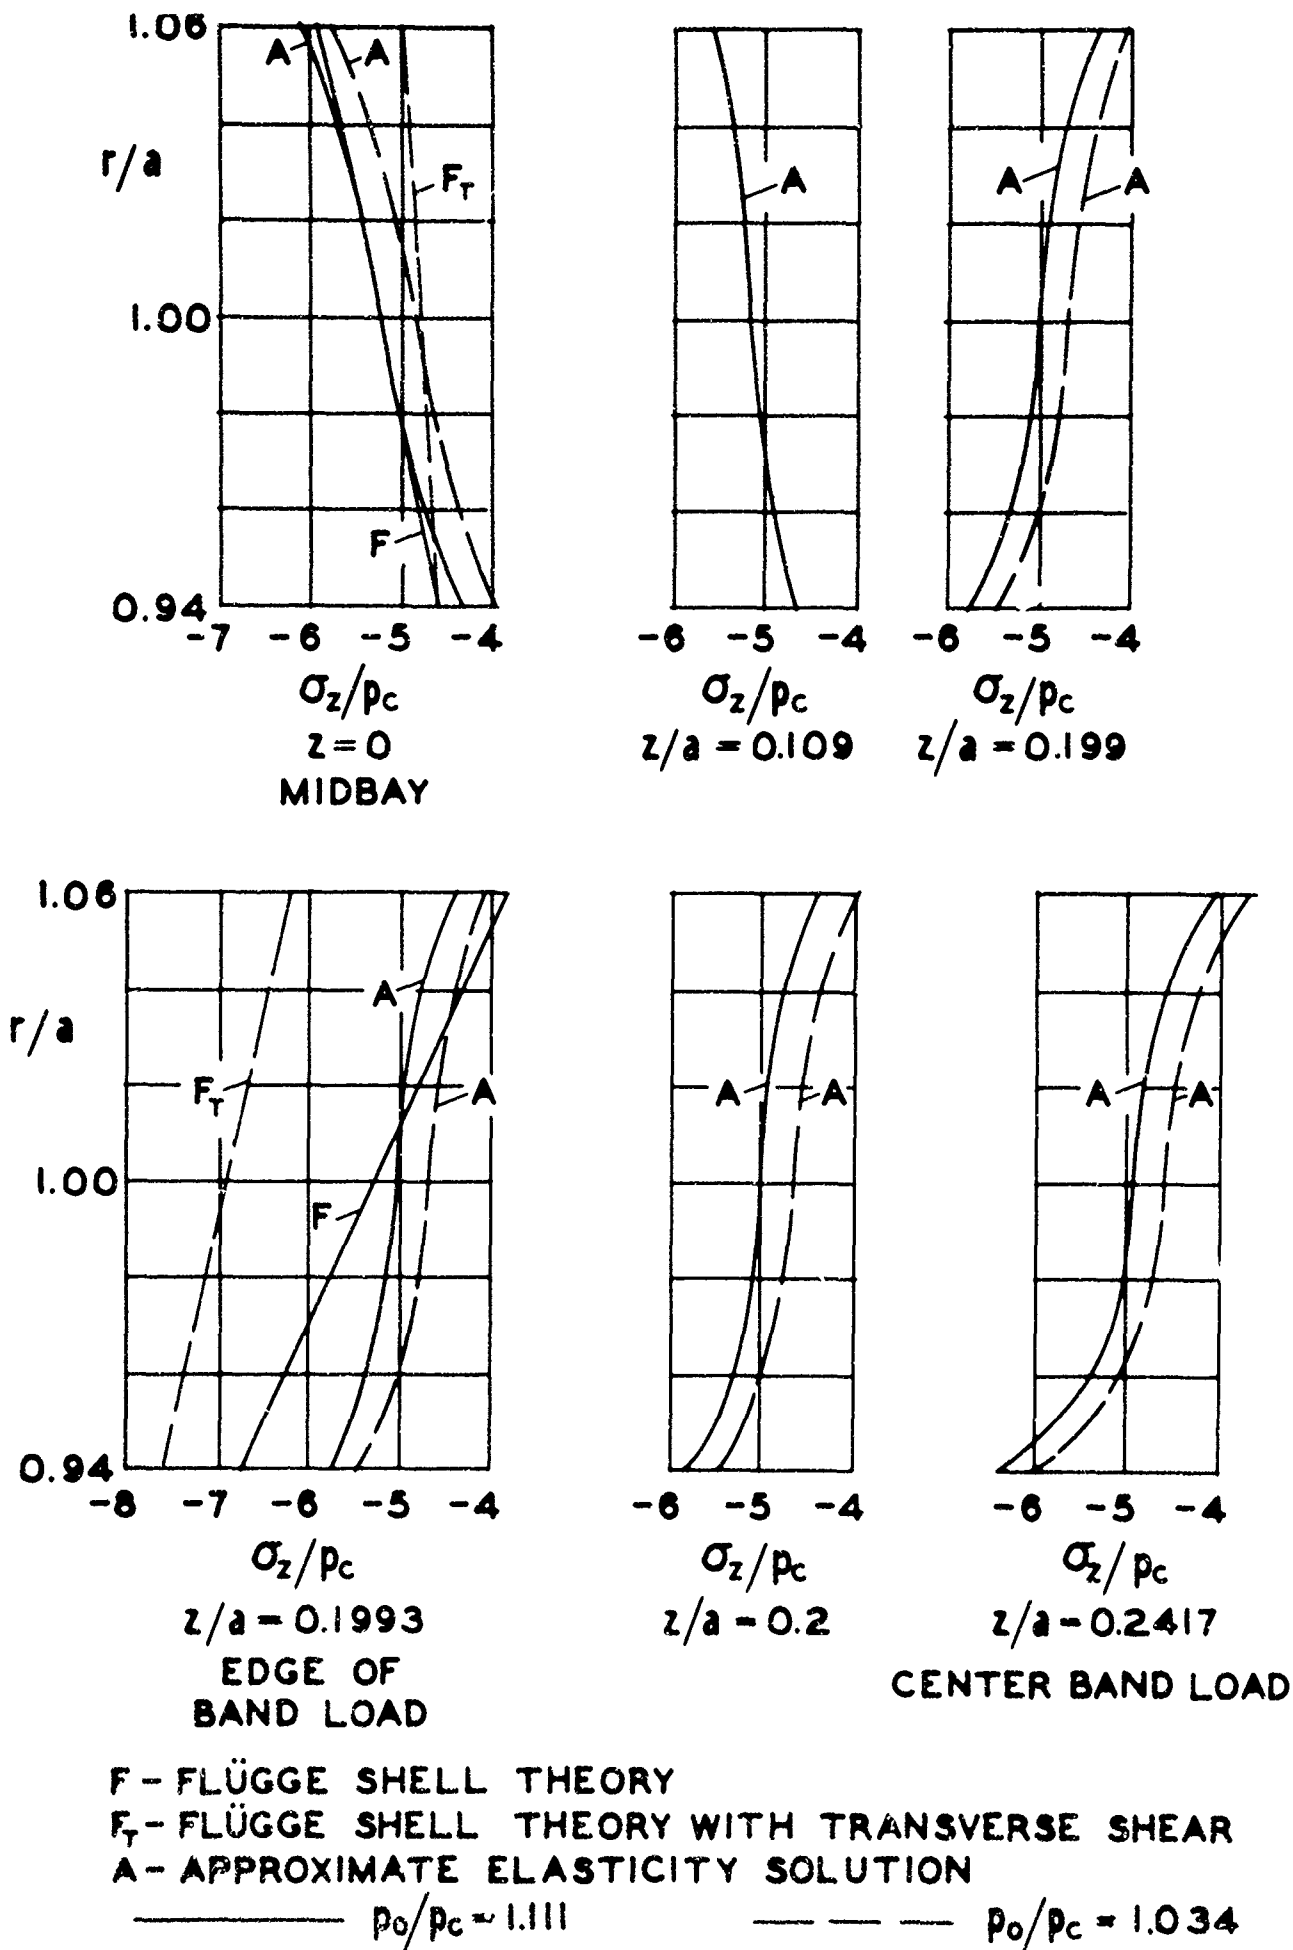 1.06
A
A
A
r/a
F_T
A
A
A
1.00
F
0.94
-7 -6 -5 -4
-6 -5 -4
-6 -5 -4
σz/pc
σz/pc
σz/pc
z=0
z/a = 0.109
z/a = 0.199
MIDBAY
1.06
A
r/a
F_T
A
A
A
A
A
1.00
F
0.94
-8 -7 -6 -5 -4
-6 -5 -4
-6 -5 -4
σz/pc
σz/pc
σz/pc
z/a = 0.1993
z/a = 0.2
z/a = 0.2417
EDGE OF
BAND LOAD
CENTER BAND LOAD
F - FLÜGGE SHELL THEORY
F_T - FLÜGGE SHELL THEORY WITH TRANSVERSE SHEAR
A - APPROXIMATE ELASTICITY SOLUTION
po/pc = 1.111
po/pc = 1.034